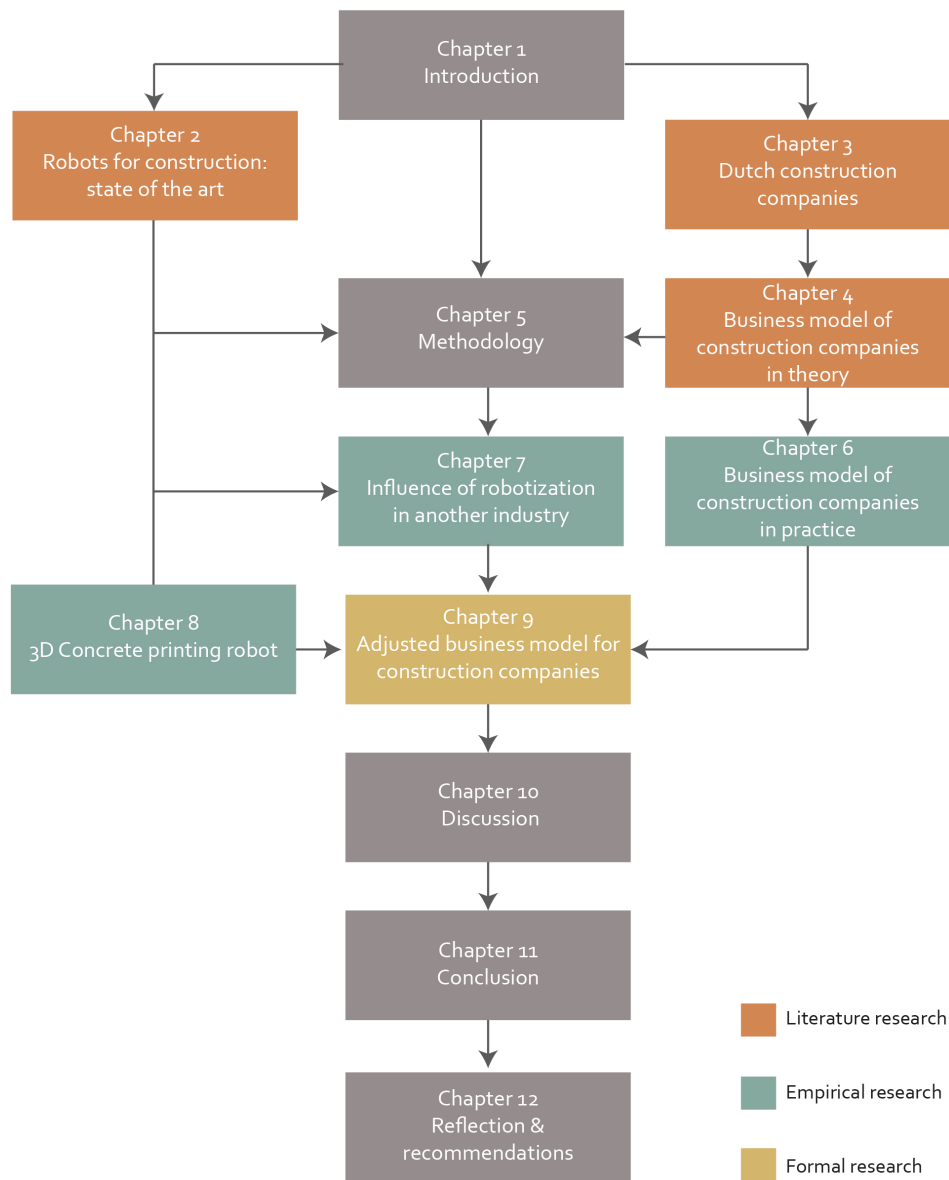 Chapter 1
Introduction
Chapter 2
Robots for construction:
state of the art
Chapter 3
Dutch construction
companies
Chapter 4
Business model of
construction companies
in theory
Chapter 5
Methodology
Chapter 6
Business model of
construction companies
in practice
Chapter 7
Influence of robotization
in another industry
Chapter 8
3D Concrete printing robot
Chapter 9
Adjusted business model for
construction companies
Chapter 10
Discussion
Chapter 11
Conclusion
Chapter 12
Reflection &
recommendations
Literature research
Empirical research
Formal research